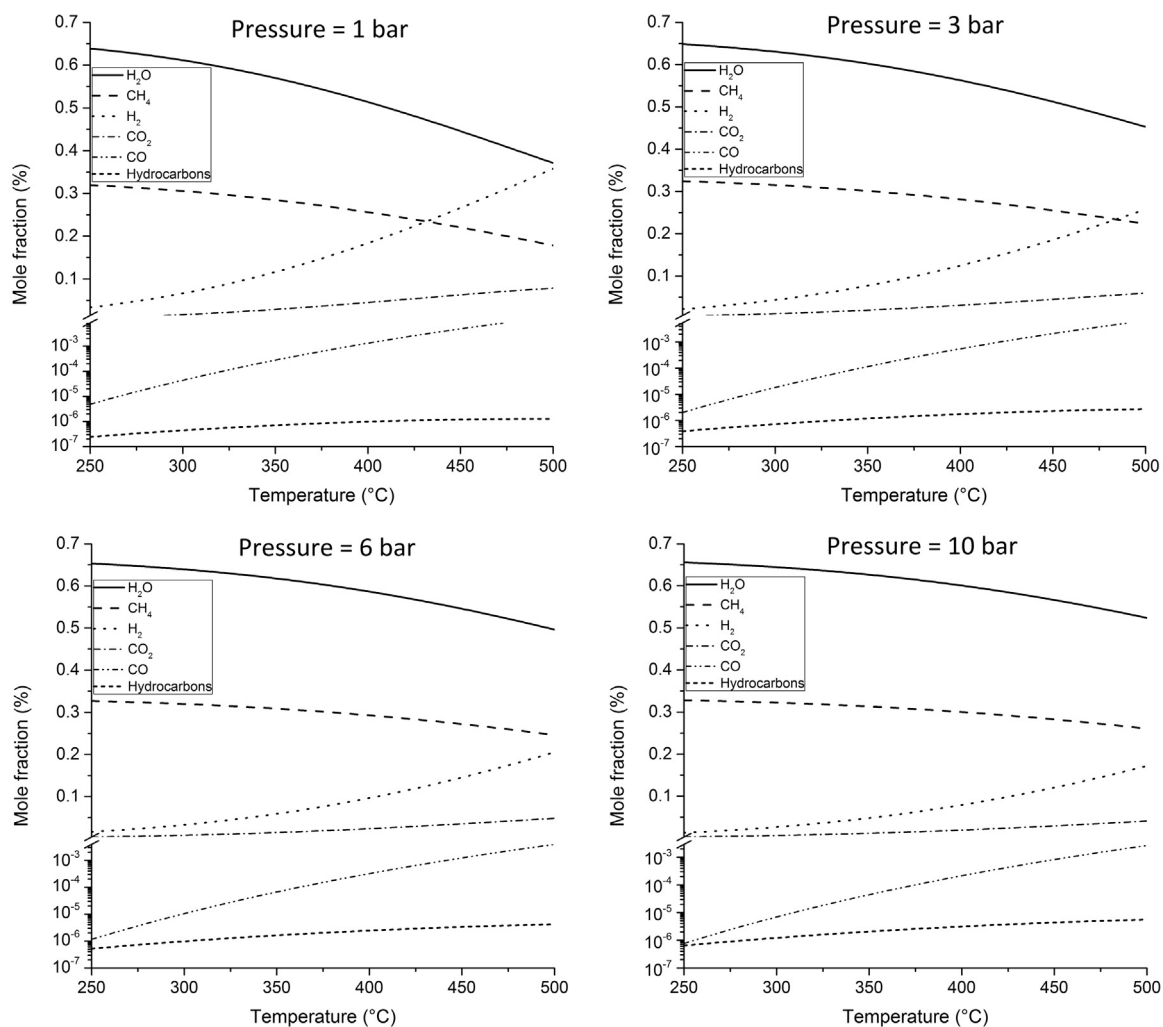 Pressure = 1 bar
Mole fraction (%)
0.7
0.6
0.5
0.4
0.3
0.2
0.1
10⁻³
10⁻⁴
10⁻⁵
10⁻⁶
10⁻⁷
H₂O
CH₄
H₂
CO₂
CO
Hydrocarbons
250 300 350 400 450 500
Temperature (°C)
Pressure = 3 bar
Mole fraction (%)
0.7
0.6
0.5
0.4
0.3
0.2
0.1
10⁻³
10⁻⁴
10⁻⁵
10⁻⁶
10⁻⁷
H₂O
CH₄
H₂
CO₂
CO
Hydrocarbons
250 300 350 400 450 500
Temperature (°C)
Pressure = 6 bar
Mole fraction (%)
0.7
0.6
0.5
0.4
0.3
0.2
0.1
10⁻³
10⁻⁴
10⁻⁵
10⁻⁶
10⁻⁷
H₂O
CH₄
H₂
CO₂
CO
Hydrocarbons
250 300 350 400 450 500
Temperature (°C)
Pressure = 10 bar
Mole fraction (%)
0.7
0.6
0.5
0.4
0.3
0.2
0.1
10⁻³
10⁻⁴
10⁻⁵
10⁻⁶
10⁻⁷
H₂O
CH₄
H₂
CO₂
CO
Hydrocarbons
250 300 350 400 450 500
Temperature (°C)